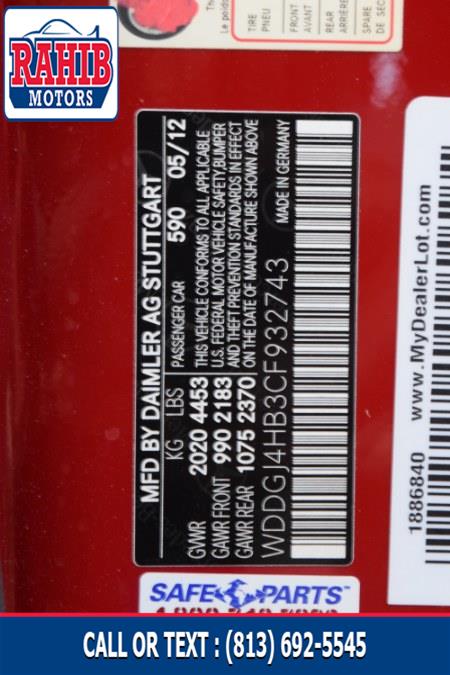 RAHIB
MOTORS
TIRE
PNEU
FRONT
AVANT
REAR
ARRIÈRE
SPARE
DE SEC
MFD BY DAIMLER AG STUTTGART
KG LBS PASSENGER CAR 590 05/12
GVWR 2020 4453 THIS VEHICLE CONFORMS TO ALL APPLICABLE
GAWR FRONT 990 2183 U.S. FEDERAL MOTOR VEHICLE SAFETY,BUMPER
GAWR REAR 1075 2370 AND THEFT PREVENTION STANDARDS IN EFFECT
ON THE DATE OF MANUFACTURE SHOWN ABOVE
WDDGJ4HB3CF932743 MADE IN GERMANY
1886840 www.MyDealerLot.com
SAFE PARTS
CALL OR TEXT : (813) 692-5545